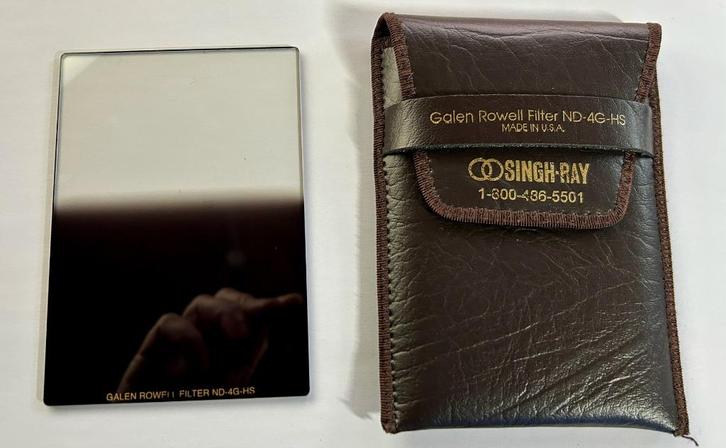 Galen Rowell Filter ND-4G-HS
MADE IN U.S.A.
SINGH-RAY
1-800-486-5501
GALEN ROWELL FILTER ND-4G-HS